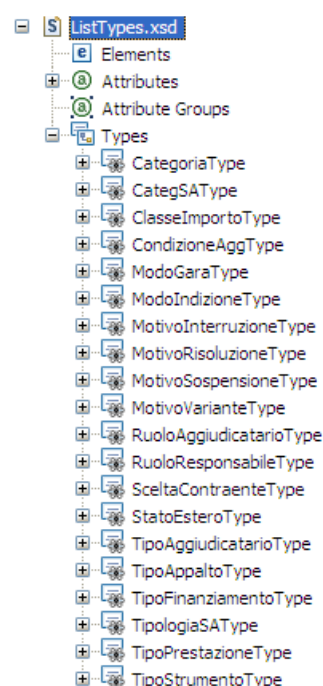 ListTypes.xsd
Elements
Attributes
Attribute Groups
Types
CategoriaType
CategSAType
ClasseImportoType
CondizioneAggType
ModoGaraType
ModoIndizioneType
MotivoInterruzioneType
MotivoRisoluzioneType
MotivoSospensioneType
MotivoVarianteType
RuoloAggiudicatarioType
RuoloResponsabileType
SceltaContraenteType
StatoEsteroType
TipoAggiudicatarioType
TipoAppaltoType
TipoFinanziamentoType
TipologiaSAType
TipoPrestazioneType
TipoStrumentoType